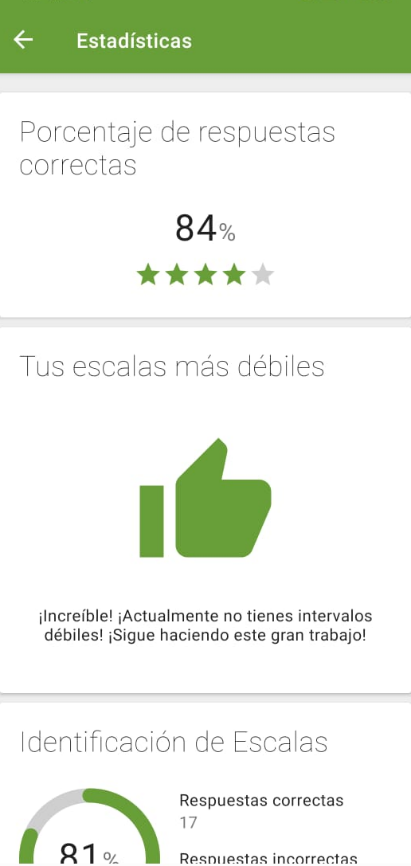 Estadísticas
Porcentaje de respuestas
correctas
84%
Tus escalas más débiles
¡Increíble! ¡Actualmente no tienes intervalos
débiles! ¡Sigue haciendo este gran trabajo!
Identificación de Escalas
Respuestas correctas
17
81%
Respuestas incorrectas